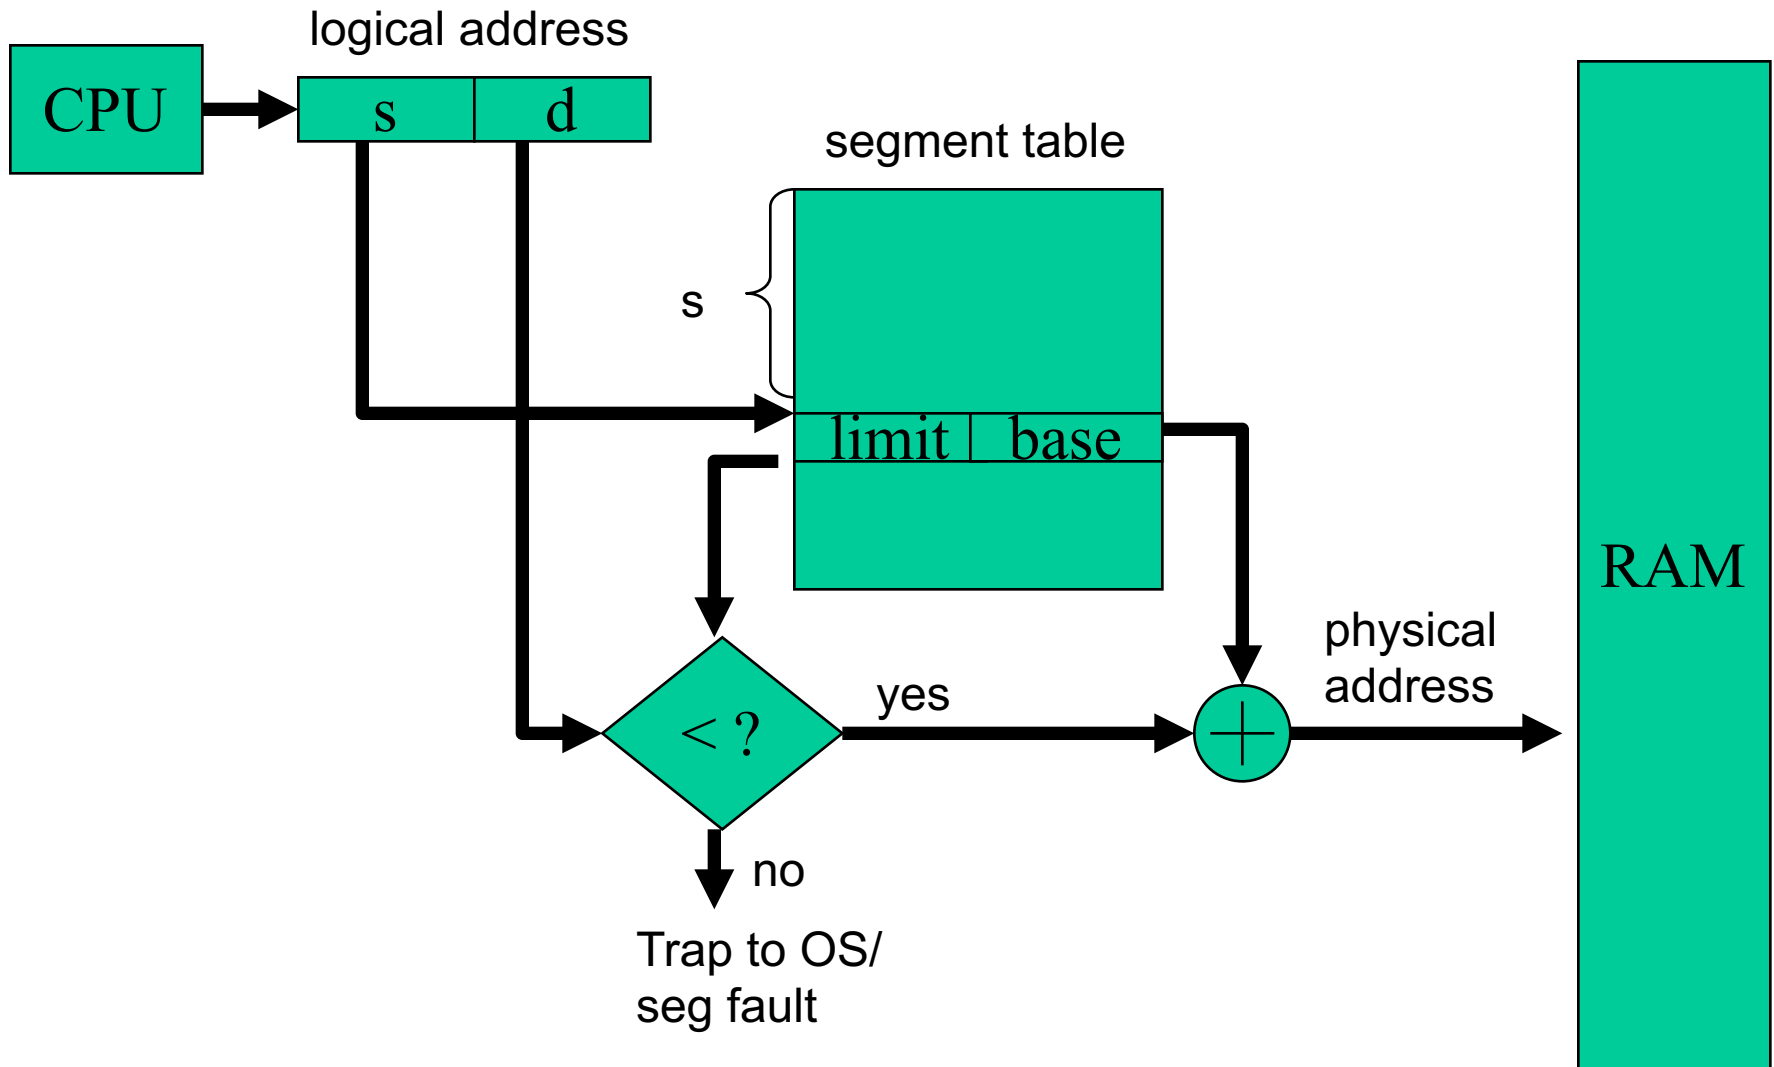 logical address
CPU
s d
segment table
s
limit base
RAM
physical
address
yes
< ?
no
Trap to OS/
seg fault